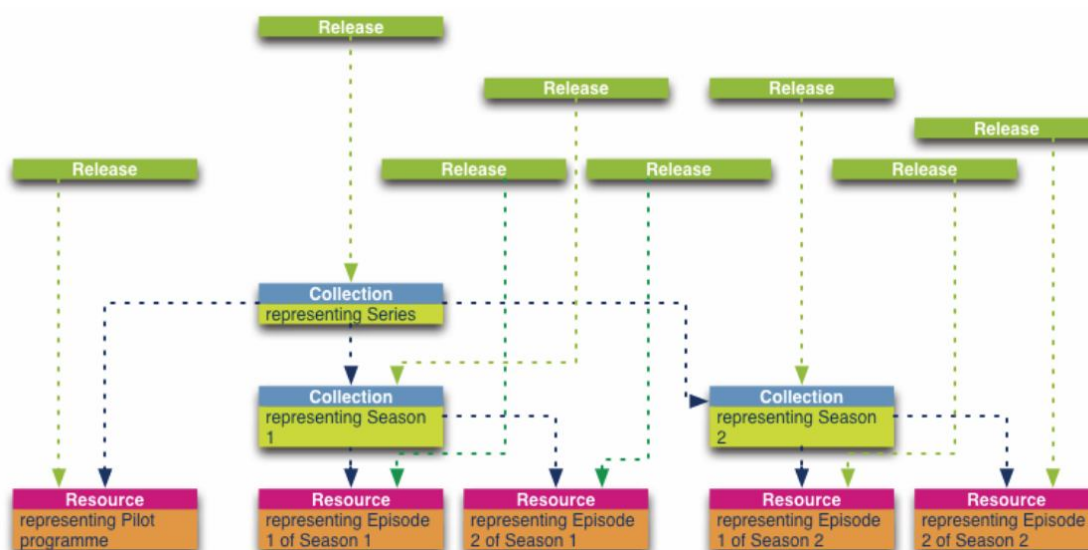 Release
Release
Release
Release
Release
Release
Release
Release
Collection
representing Series
Collection
representing Season
1
Collection
representing Season
2
Resource
representing Pilot
programme
Resource
representing Episode
1 of Season 1
Resource
representing Episode
2 of Season 1
Resource
representing Episode
1 of Season 2
Resource
representing Episode
2 of Season 2